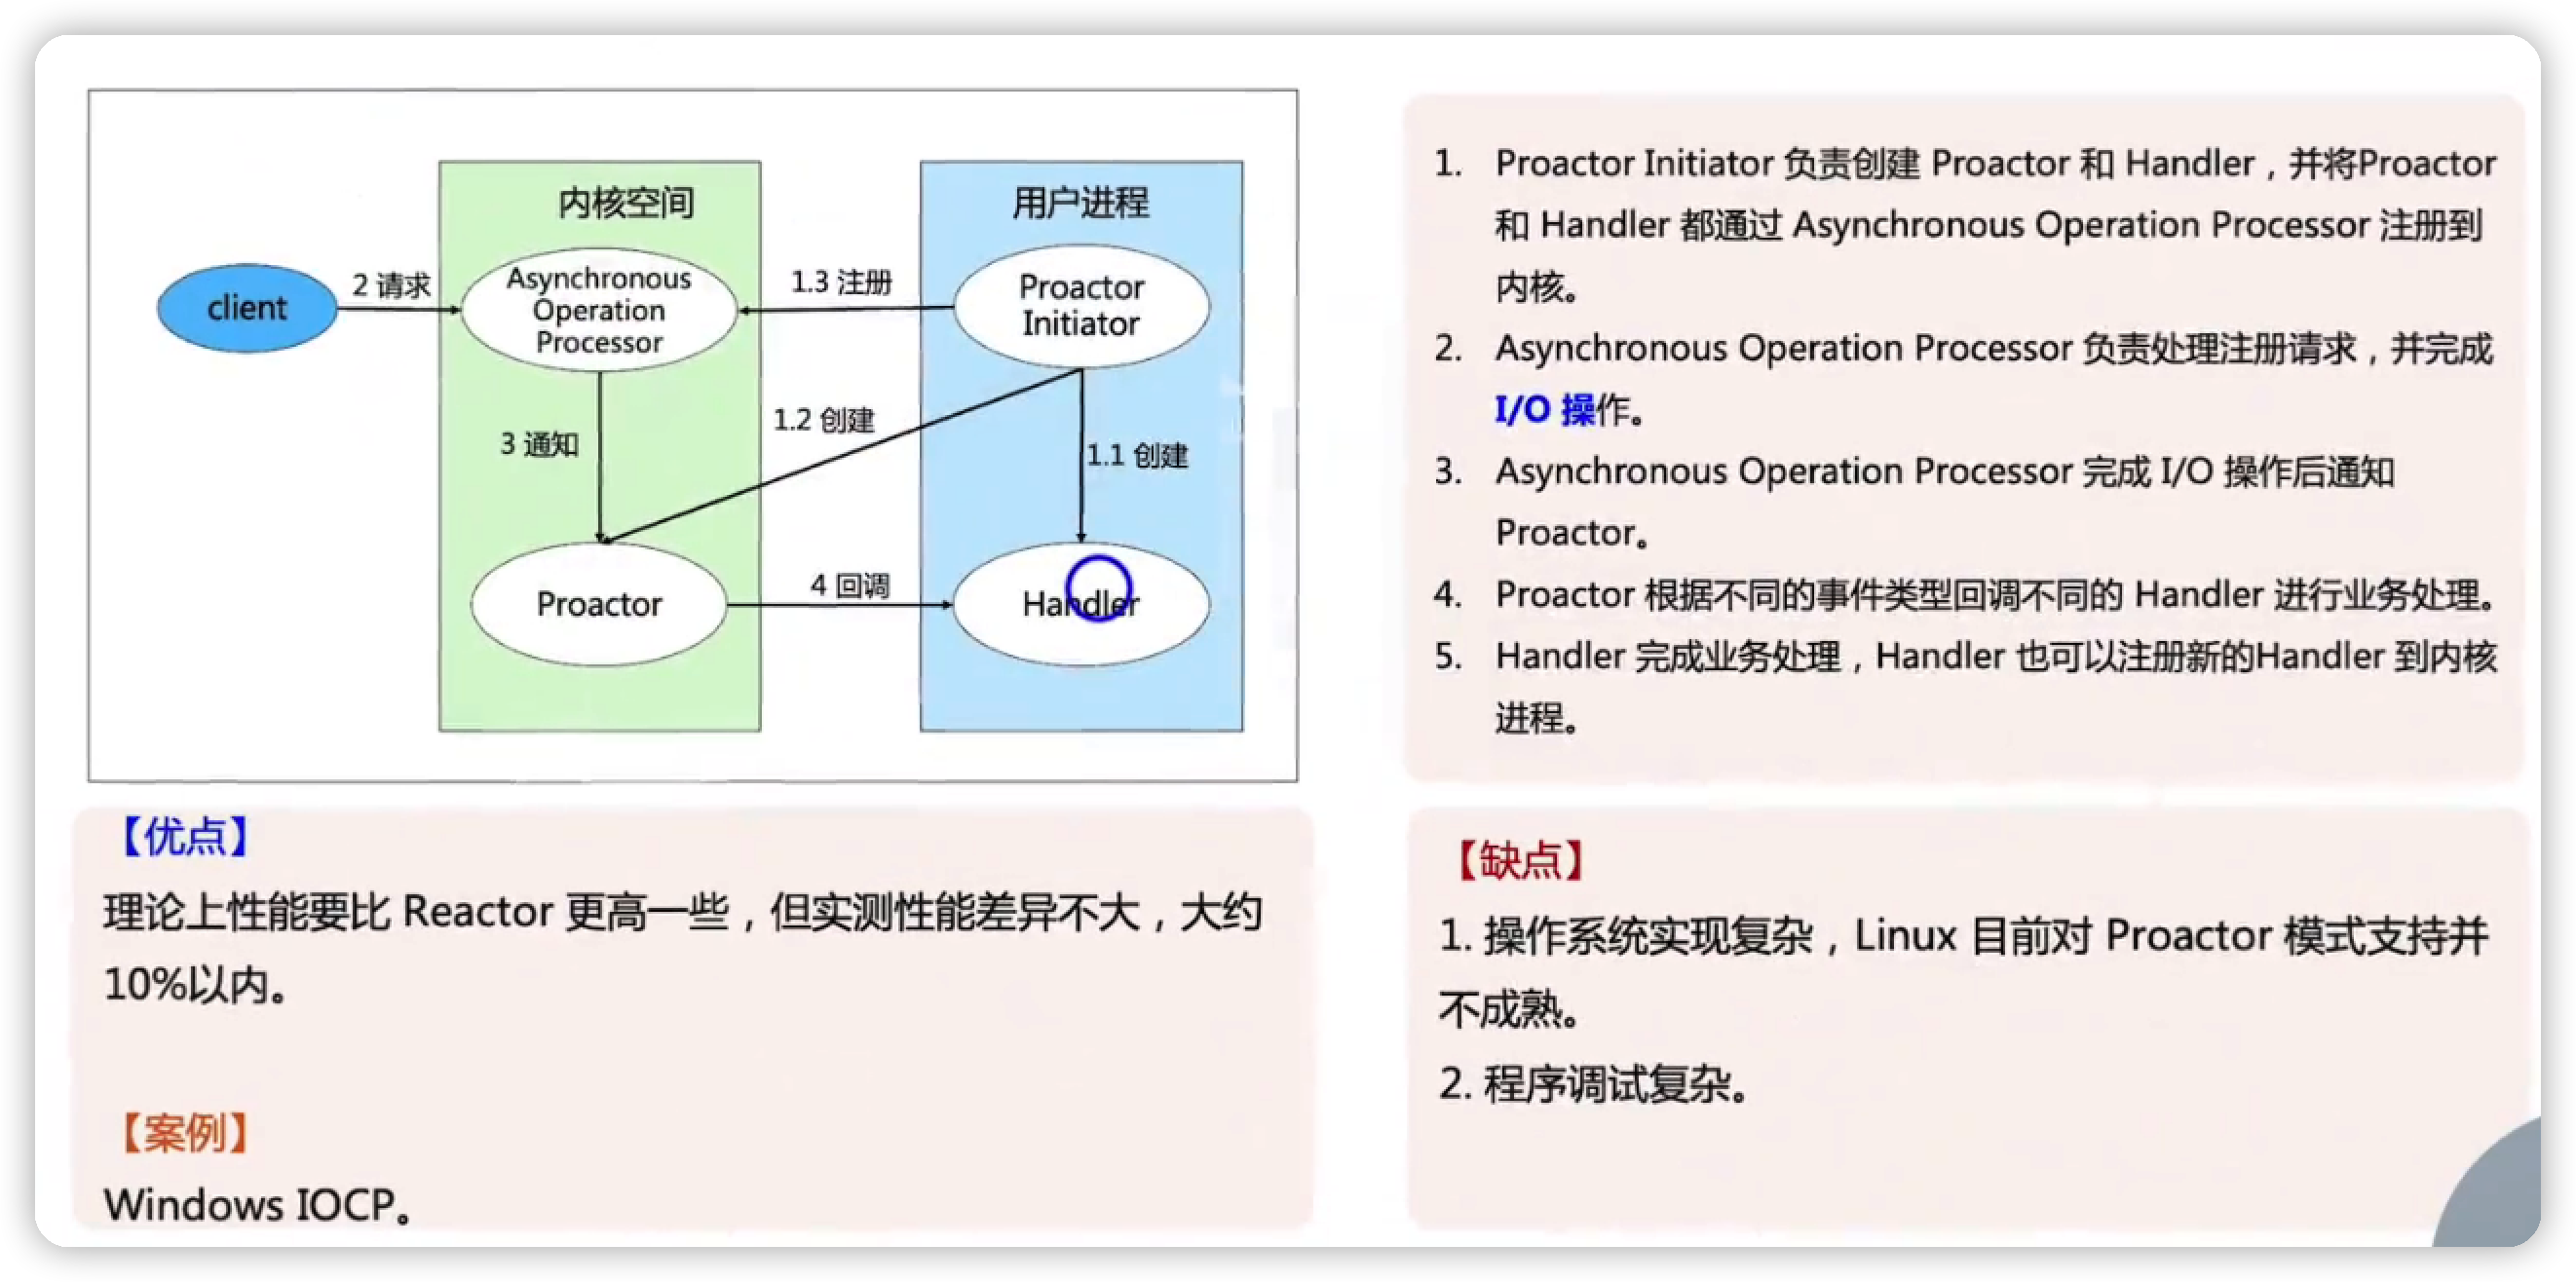 内核空间
用户进程
client
2 请求
Asynchronous
Operation
Processor
1.3 注册
Proactor
Initiator
3 通知
1.2 创建
1.1 创建
Proactor
4 回调
Handler
1. Proactor Initiator 负责创建 Proactor 和 Handler，并将Proactor
和 Handler 都通过 Asynchronous Operation Processor 注册到
内核。
2. Asynchronous Operation Processor 负责处理注册请求，并完成
I/O 操作。
3. Asynchronous Operation Processor 完成 I/O 操作后通知
Proactor。
4. Proactor 根据不同的事件类型回调不同的 Handler 进行业务处理。
5. Handler 完成业务处理，Handler 也可以注册新的Handler 到内核
进程。
【优点】
理论上性能要比 Reactor 更高一些，但实测性能差异不大，大约
10%以内。
【案例】
Windows IOCP。
【缺点】
1. 操作系统实现复杂，Linux 目前对 Proactor 模式支持并
不成熟。
2. 程序调试复杂。